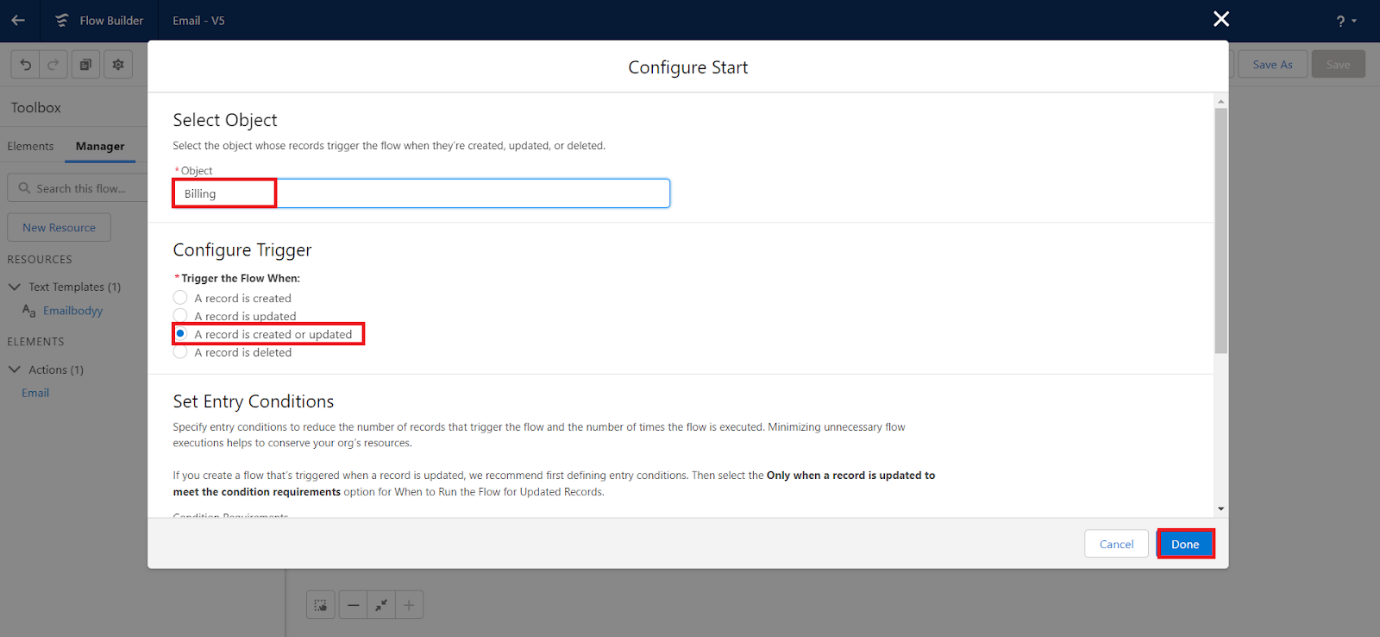 Flow Builder
Email - V5
?
Save As
Save
Toolbox
Elements
Manager
Search this flow...
New Resource
RESOURCES
Text Templates (1)
Aa Emailbodyy
ELEMENTS
Actions (1)
Email
Configure Start
Select Object
Select the object whose records trigger the flow when they're created, updated, or deleted.
*Object
Billing
Configure Trigger
*Trigger the Flow When:
A record is created
A record is updated
A record is created or updated
A record is deleted
Set Entry Conditions
Specify entry conditions to reduce the number of records that trigger the flow and the number of times the flow is executed. Minimizing unnecessary flow
executions helps to conserve your org's resources.
If you create a flow that's triggered when a record is updated, we recommend first defining entry conditions. Then select the Only when a record is updated to
meet the condition requirements option for When to Run the Flow for Updated Records.
Condition Requirements
Cancel
Done